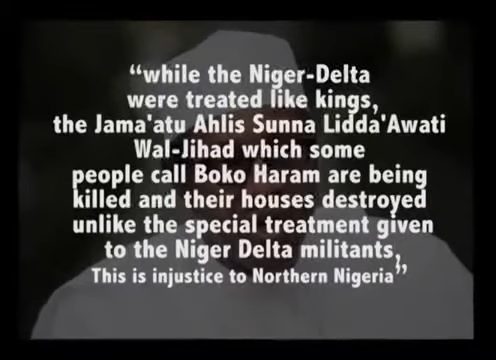 “while the Niger-Delta
were treated like kings,
the Jama'atu Ahlis Sunna Lidda'Awati
Wal-Jihad which some
people call Boko Haram are being
killed and their houses destroyed
unlike the special treatment given
to the Niger Delta militants,
This is injustice to Northern Nigeria”